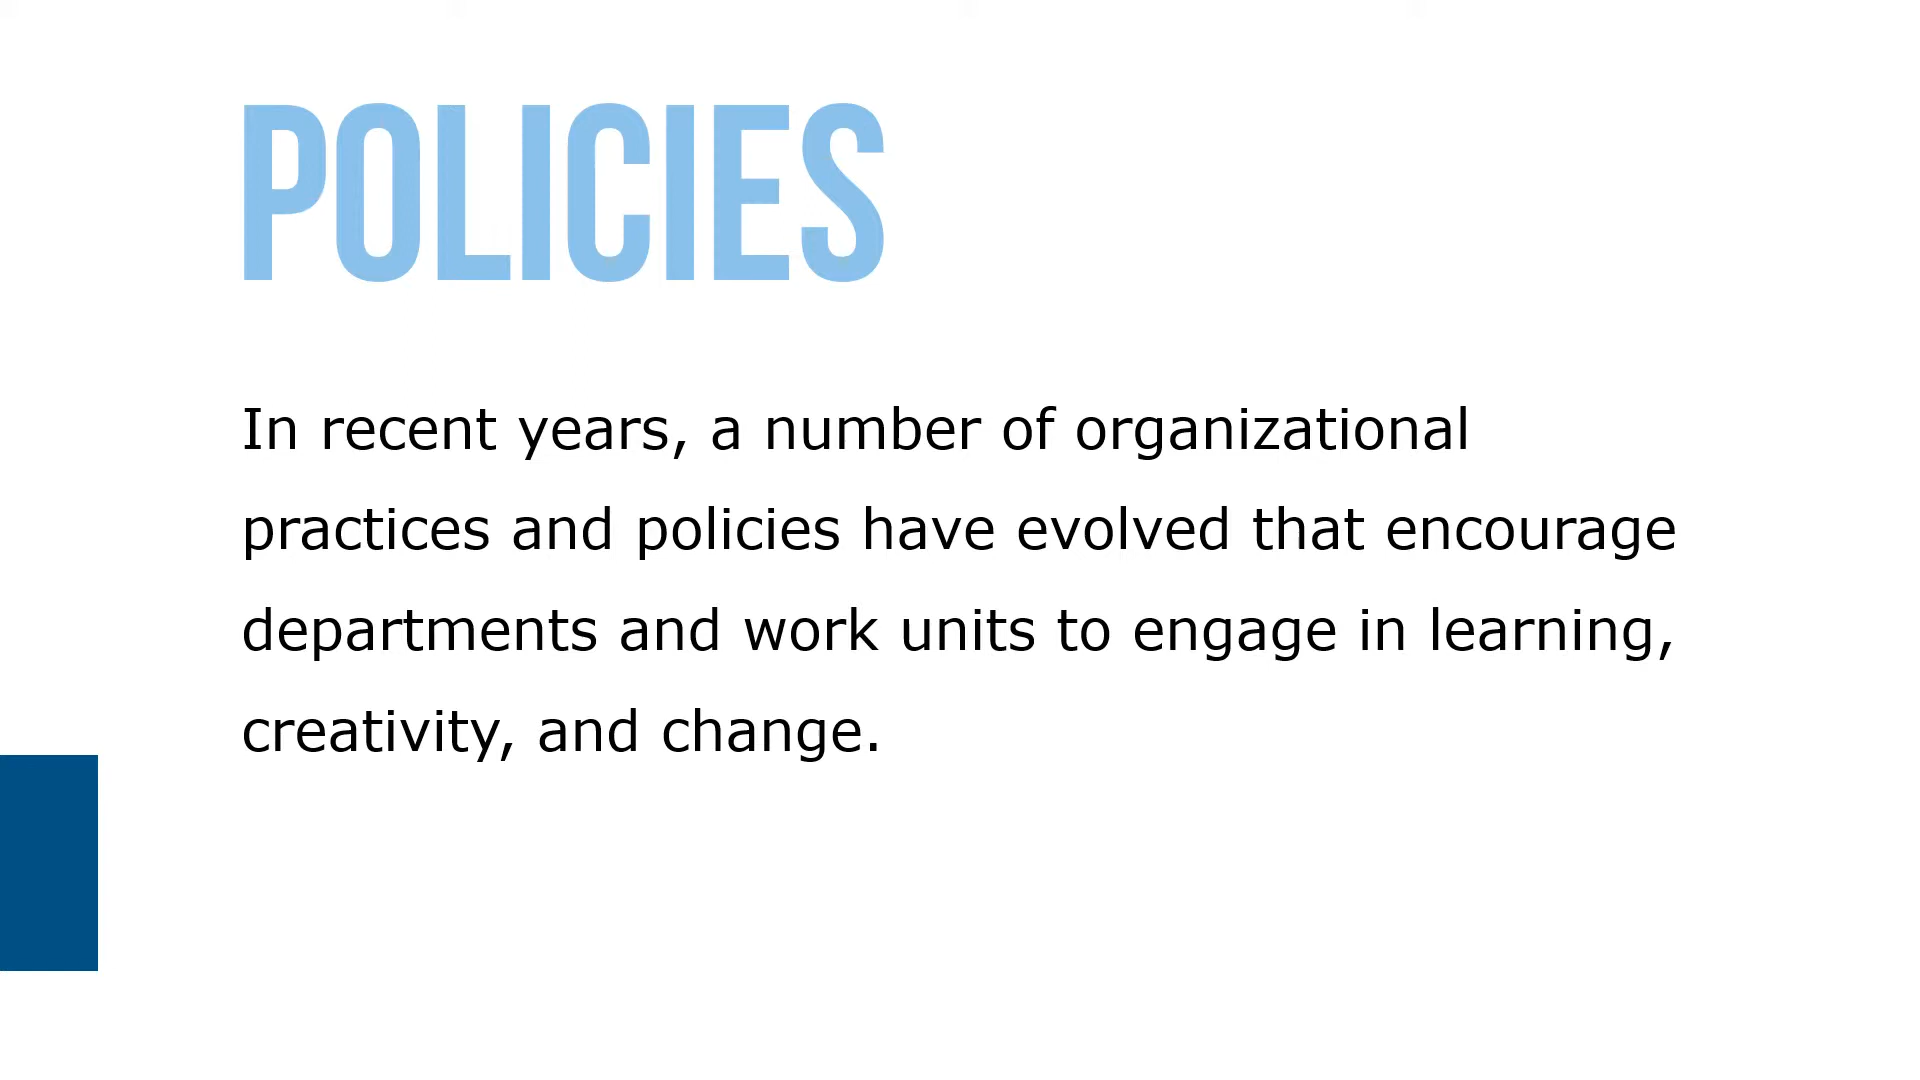 POLICIES
In recent years, a number of organizational
practices and policies have evolved that encourage
departments and work units to engage in learning,
creativity, and change.